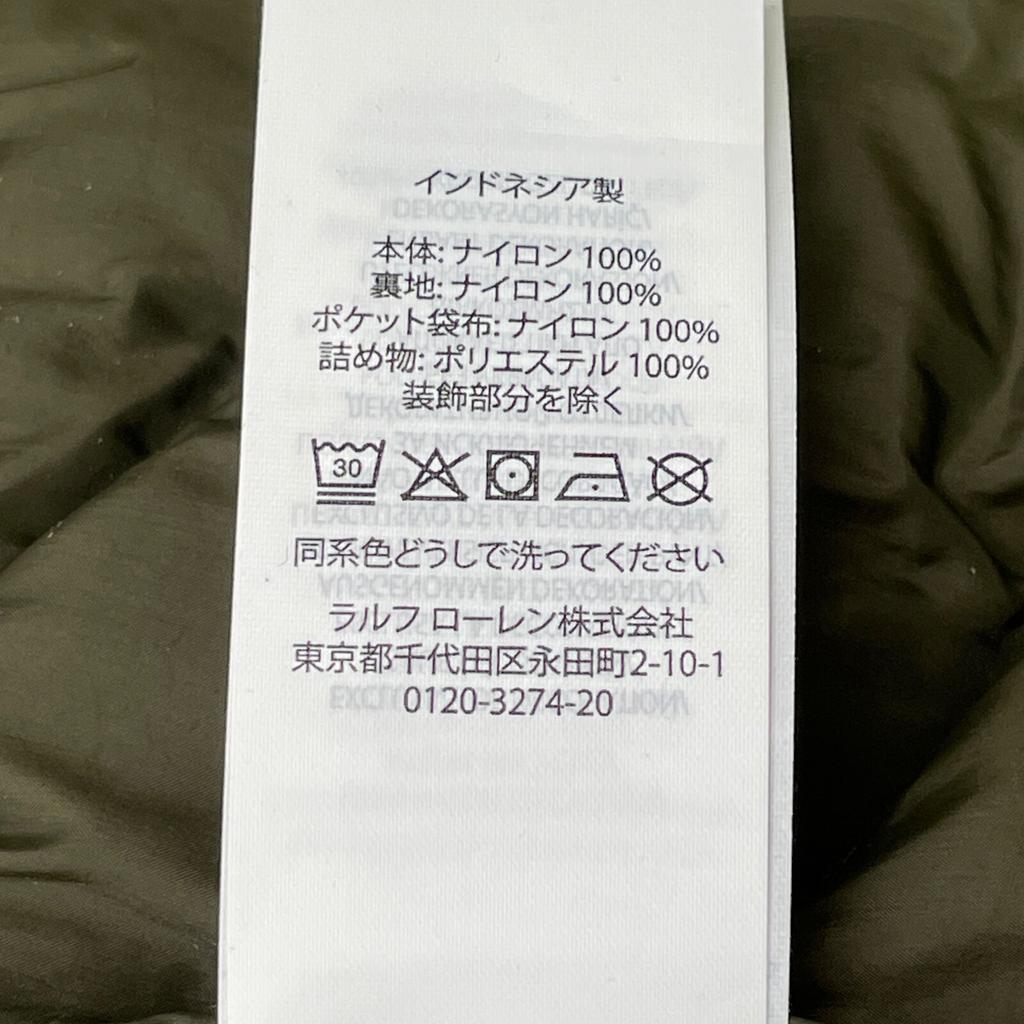 インドネシア製
本体: ナイロン 100%
裏地: ナイロン 100%
ポケット袋布: ナイロン 100%
詰め物: ポリエステル 100%
装飾部分を除く
30
同系色どうしで洗ってください
ラルフ ローレン株式会社
東京都千代田区永田町2-10-1
0120-3274-20